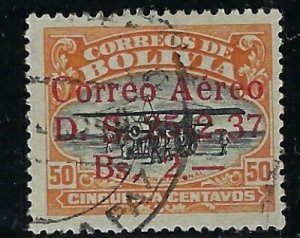 CORREOS DE
BOLIVIA
Correo Aéreo
D. S. 25-2-37
Bs. 2.—
50 50
CINCUENTA CENTAVOS